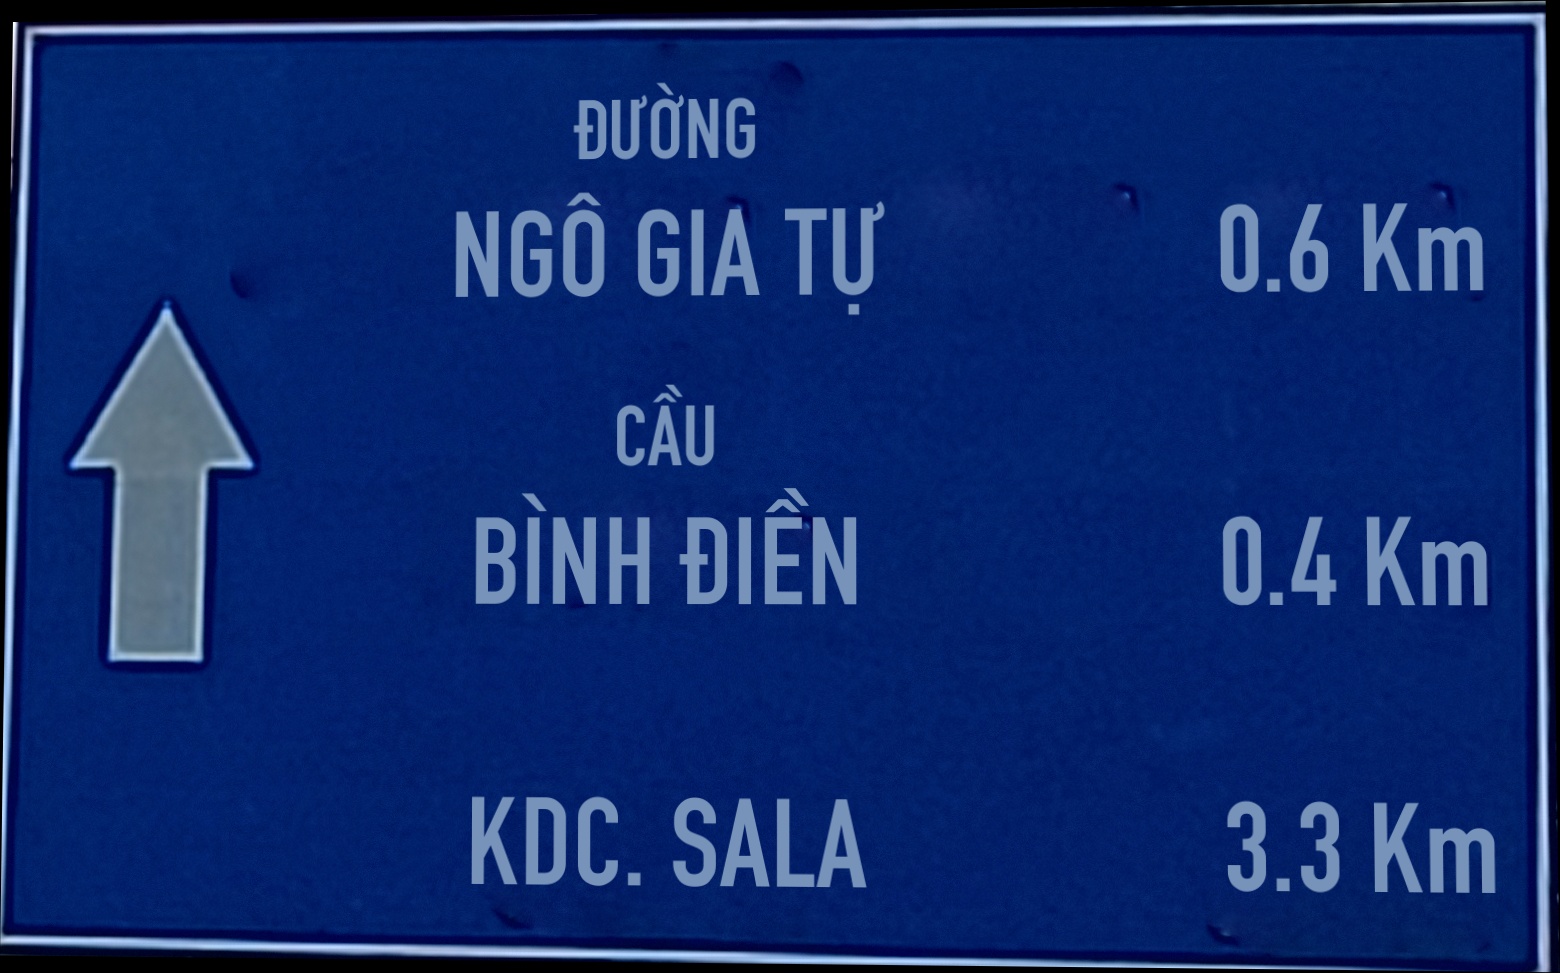 ĐƯỜNG
NGÔ GIA TỰ 0.6 Km
CẦU
BÌNH ĐIỀN 0.4 Km
KDC. SALA 3.3 Km